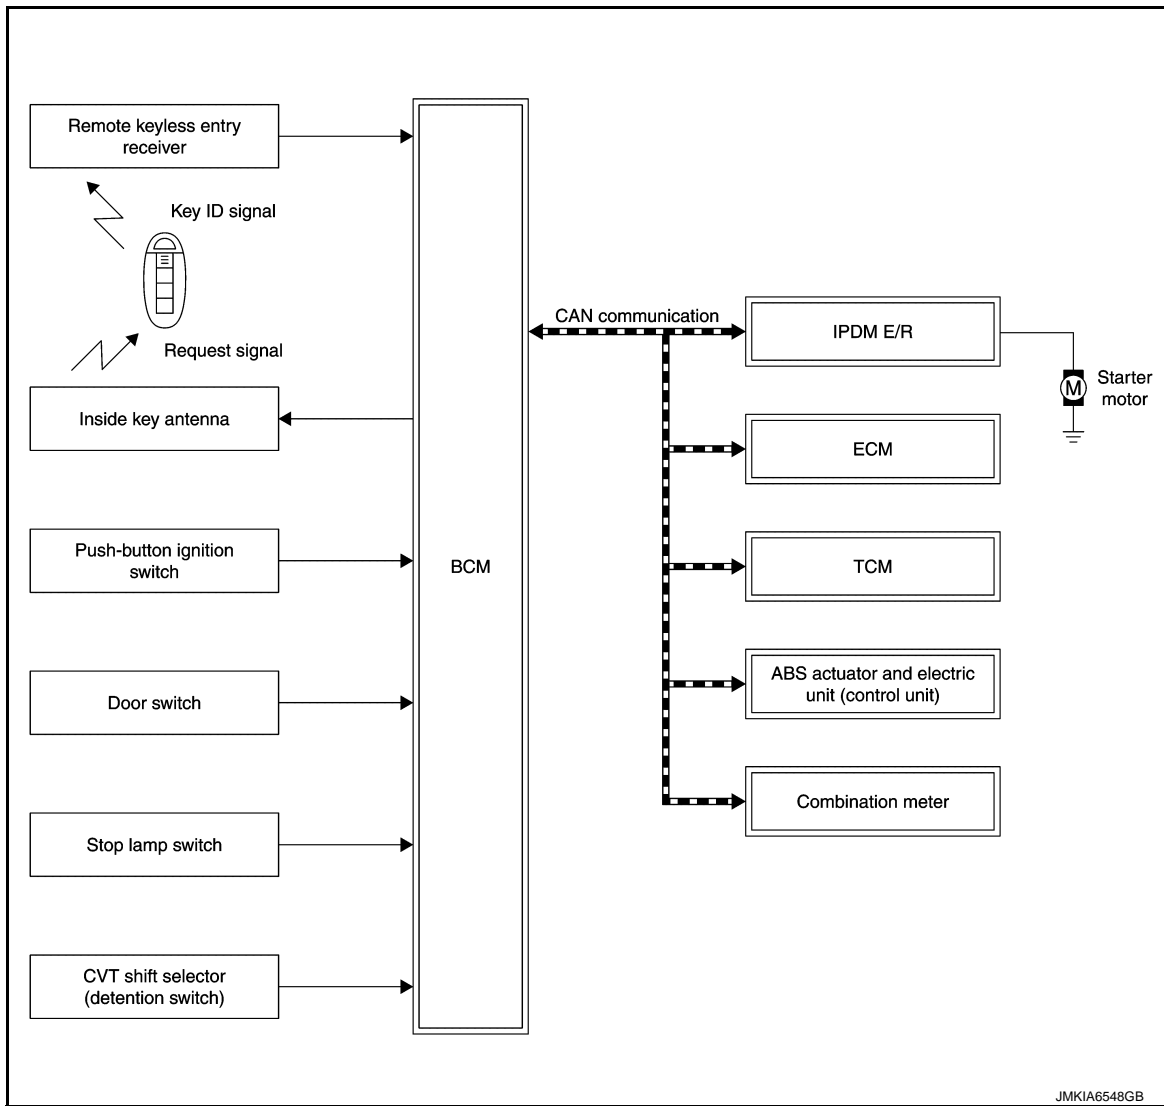 Remote keyless entry
receiver
Key ID signal
Request signal
Inside key antenna
Push-button ignition
switch
Door switch
Stop lamp switch
CVT shift selector
(detention switch)
BCM
CAN communication
IPDM E/R
M
Starter
motor
ECM
TCM
ABS actuator and electric
unit (control unit)
Combination meter
JMKIA6548GB